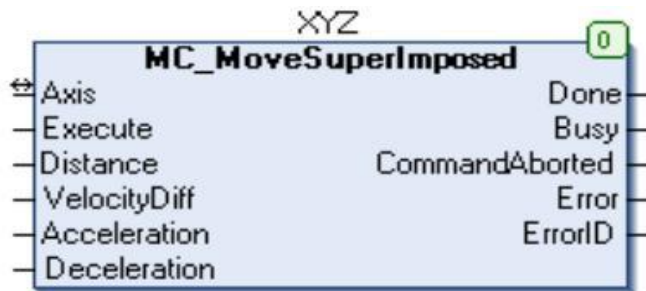 XYZ
0
MC_MoveSuperImposed
Axis Done
Execute Busy
Distance CommandAborted
VelocityDiff Error
Acceleration ErrorID
Deceleration